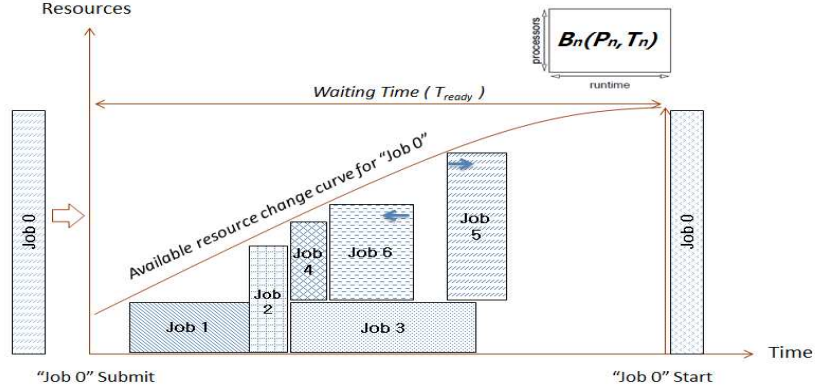 Resources
processors
Bn(Pn,Tn)
runtime
Waiting Time ( Tready )
Available resource change curve for "Job 0"
Job 0
Job 1
Job
2
Job
4
Job 6
Job 3
Job
5
Job 0
Time
"Job 0" Submit
"Job 0" Start